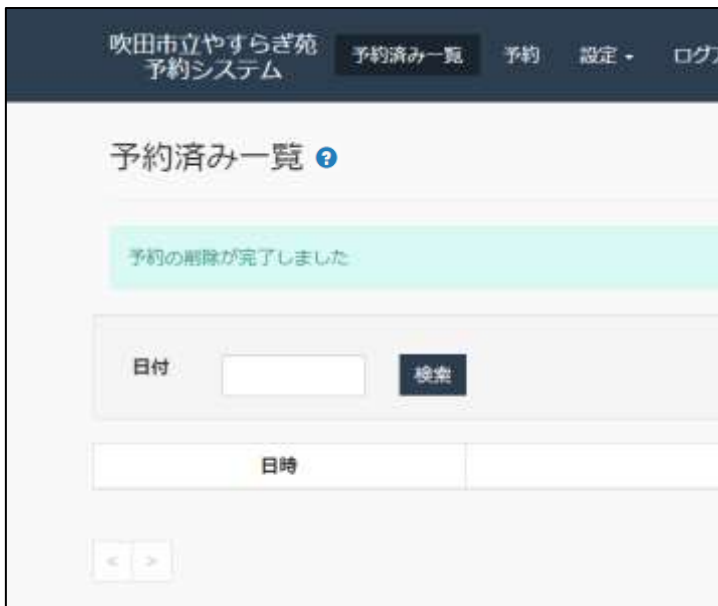 吹田市立やすらぎ苑
予約システム
予約済み一覧 予約 設定 ログ
予約済み一覧 ?
予約の削除が完了しました
日付 検索
日時
< >